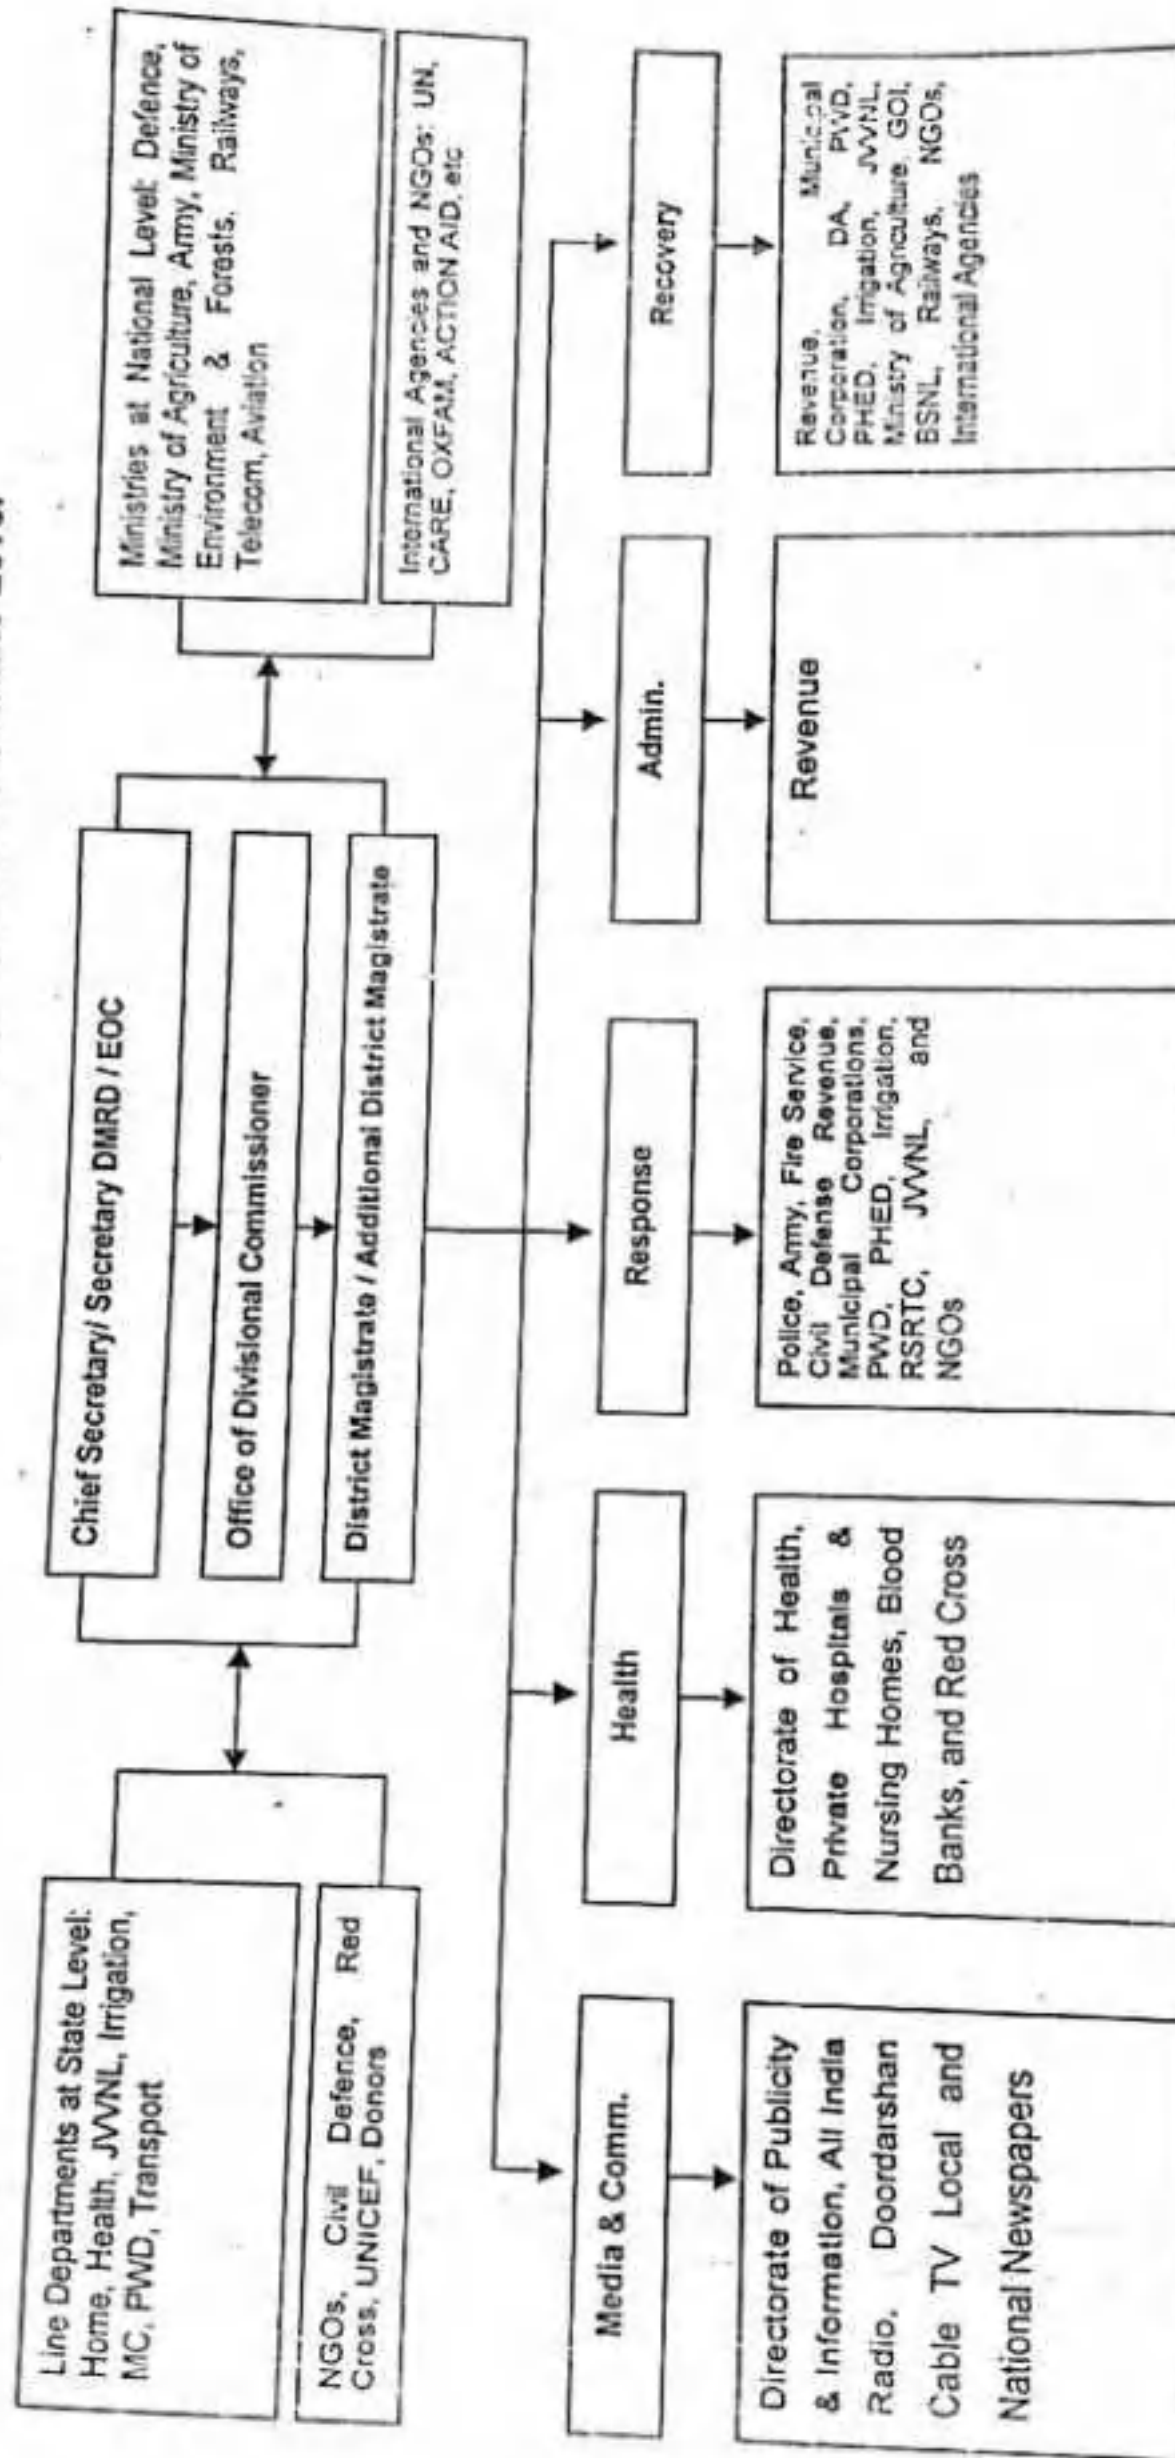 Line Departments at State Level:
Home, Health, JVVNL, Irrigation,
MC, PWD, Transport
NGOs, Civil Defence, Red
Cross, UNICEF, Donors
Chief Secretary/ Secretary DMRD / EOC
Office of Divisional Commissioner
District Magistrate / Additional District Magistrate
Ministries at National Level: Defence,
Ministry of Agriculture, Army, Ministry of
Environment & Forests, Railways,
Telecom, Aviation
International Agencies and NGOs: UN,
CARE, OXFAM, ACTION AID, etc
Media & Comm.
Health
Response
Admin.
Recovery
Directorate of Publicity
& Information, All India
Radio, Doordarshan
Cable TV Local and
National Newspapers
Directorate of Health,
Private Hospitals &
Nursing Homes, Blood
Banks, and Red Cross
Police, Army, Fire Service,
Civil Defense Revenue,
Municipal Corporations,
PWD, PHED, Irrigation,
RSRTC, JVVNL, and
NGOs
Revenue
Revenue, Municipal
Corporation, DA, PWD,
PHED, Irrigation, JVVNL,
Ministry of Agriculture, GOI,
BSNL, Railways, NGOs,
International Agencies